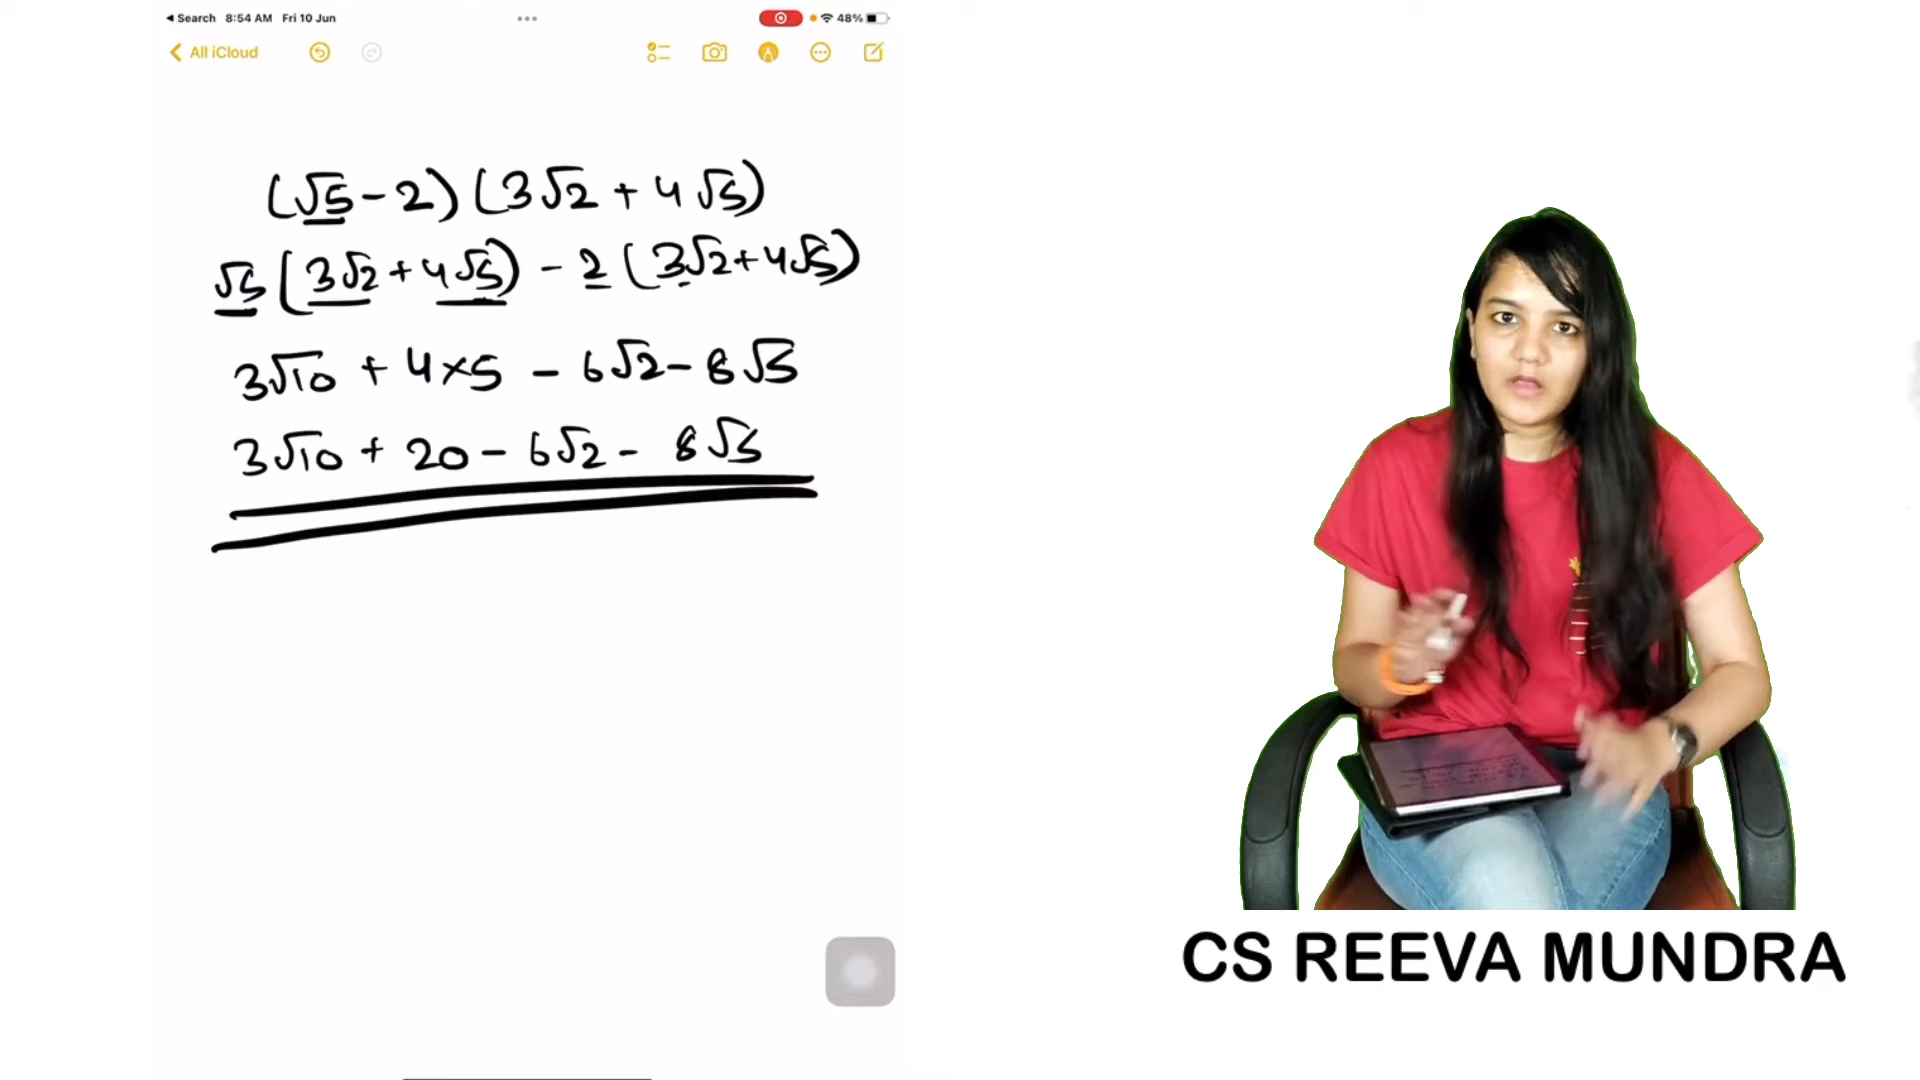 Search 8:54 AM Fri 10 Jun 48%
All iCloud
(√5 - 2) (3√2 + 4√5)
√5 (3√2 + 4√5) - 2 (3√2 + 4√5)
3√10 + 4×5 - 6√2 - 8√5
3√10 + 20 - 6√2 - 8√5
CS REEVA MUNDRA